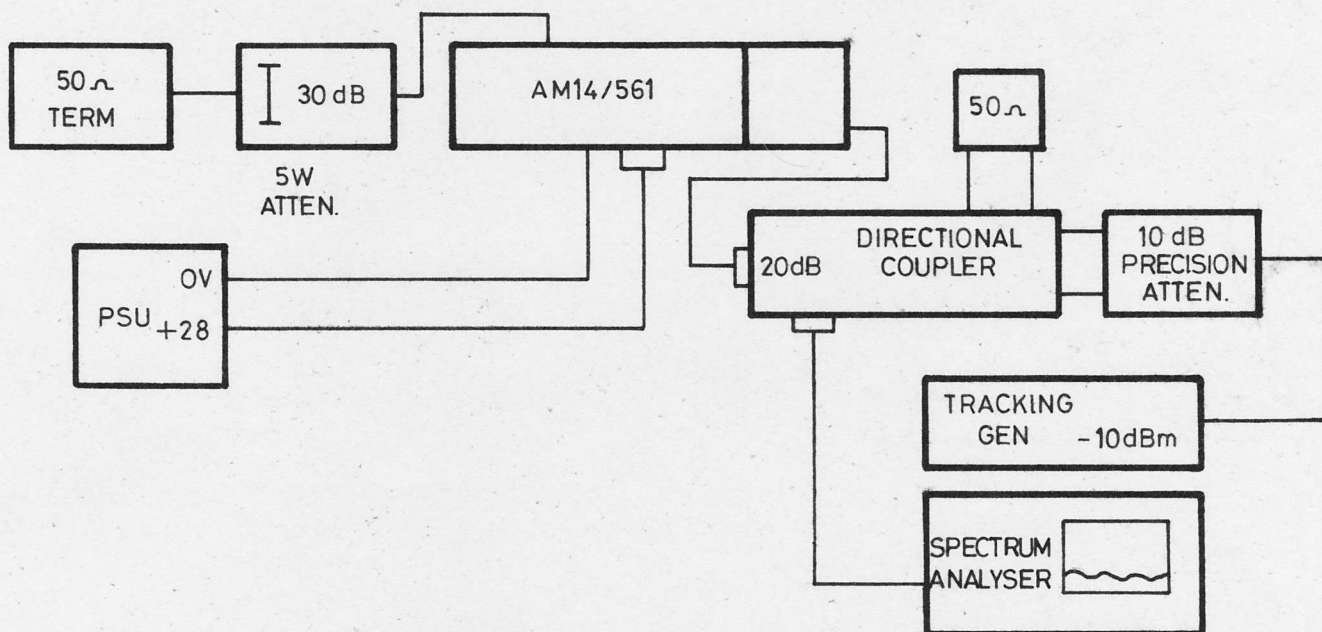 50Ω
TERM
30 dB
5W
ATTEN.
AM14/561
50Ω
0V
PSU +28
20dB
DIRECTIONAL
COUPLER
10 dB
PRECISION
ATTEN.
TRACKING
GEN -10dBm
SPECTRUM
ANALYSER